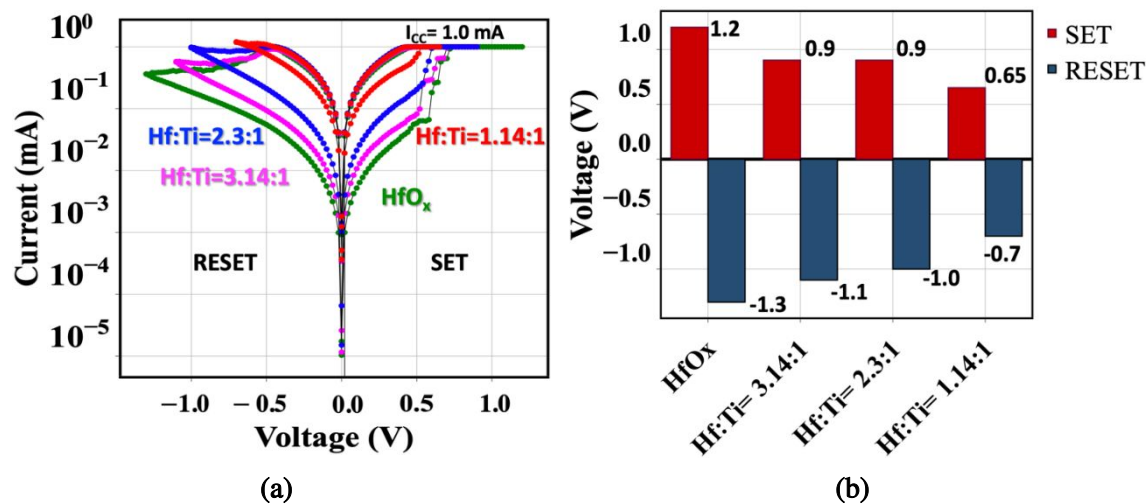 10⁰
10⁻¹
10⁻²
10⁻³
10⁻⁴
10⁻⁵
Current (mA)
I_CC= 1.0 mA
Hf:Ti=2.3:1
Hf:Ti=1.14:1
Hf:Ti=3.14:1
HfOₓ
RESET
SET
−1.0
−0.5
0.0
0.5
1.0
Voltage (V)
(a)
1.0
0.5
0.0
−0.5
−1.0
Voltage (V)
1.2
0.9
0.9
0.65
-1.3
-1.1
-1.0
-0.7
SET
RESET
HfOx
Hf:Ti= 3.14:1
Hf:Ti= 2.3:1
Hf:Ti= 1.14:1
(b)